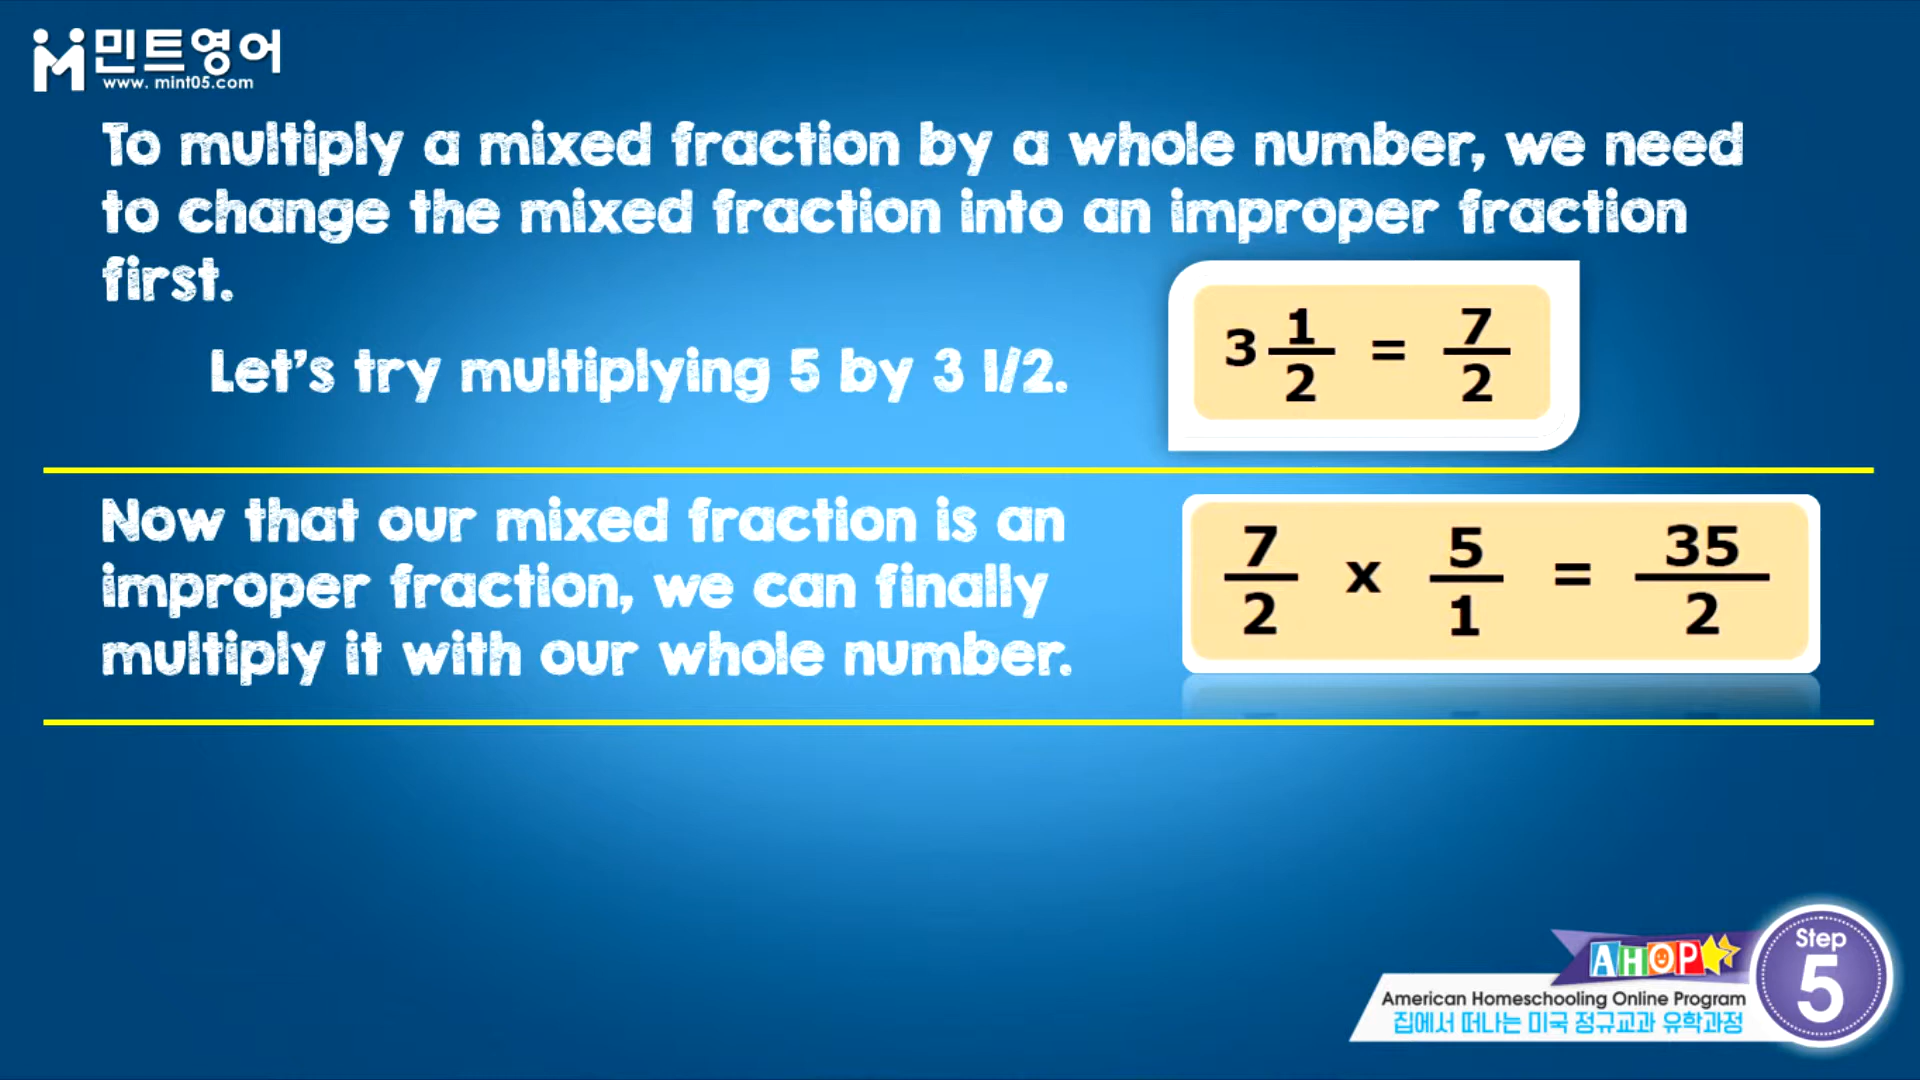 민트영어
www. mint05.com
To multiply a mixed fraction by a whole number, we need
to change the mixed fraction into an improper fraction
first.
3 1/2 = 7/2
Let's try multiplying 5 by 3 1/2.
Now that our mixed fraction is an
improper fraction, we can finally
multiply it with our whole number.
7/2 x 5/1 = 35/2
AHOP
Step
5
American Homeschooling Online Program
집에서 떠나는 미국 정규교과 유학과정